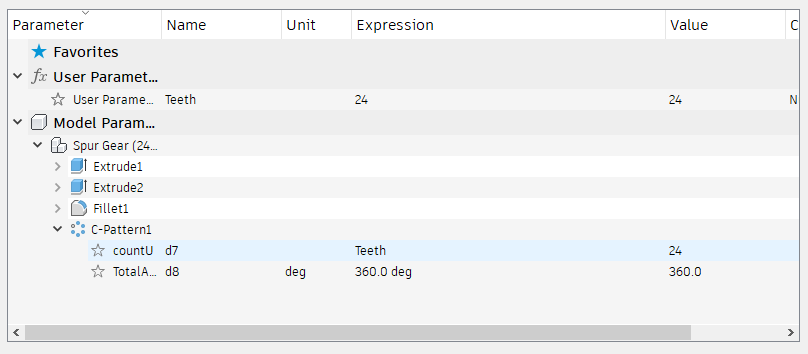 Parameter Name Unit Expression Value C
Favorites
fx User Paramet...
User Parame... Teeth 24 24 N
Model Param...
Spur Gear (24...
Extrude1
Extrude2
Fillet1
C-Pattern1
countU d7 Teeth 24
TotalA... d8 deg 360.0 deg 360.0